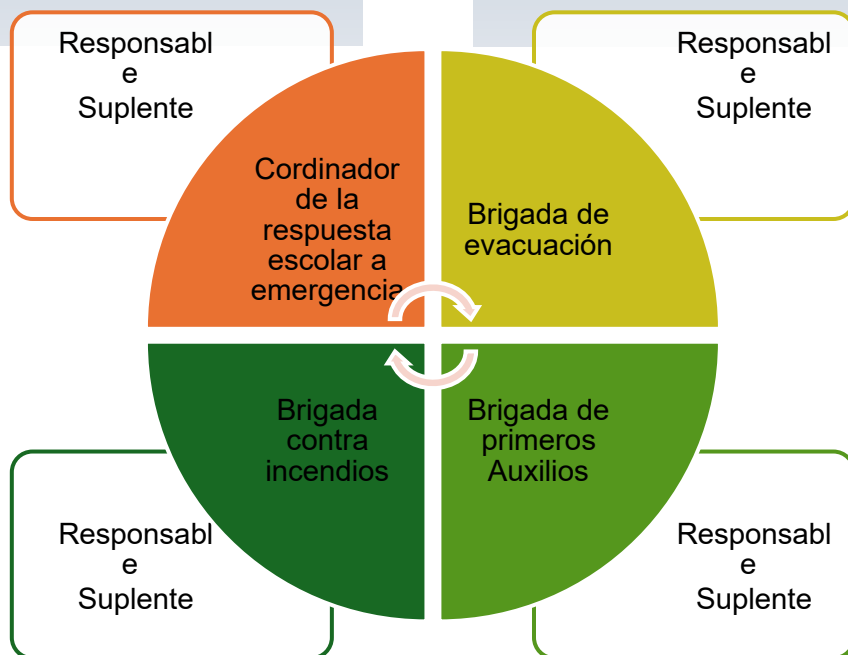 Responsabl
e
Suplente
Cordinador
de la
respuesta
escolar a
emergencia
Brigada de
evacuación
Responsabl
e
Suplente
Brigada
contra
incendios
Brigada de
primeros
Auxilios
Responsabl
e
Suplente
Responsabl
e
Suplente